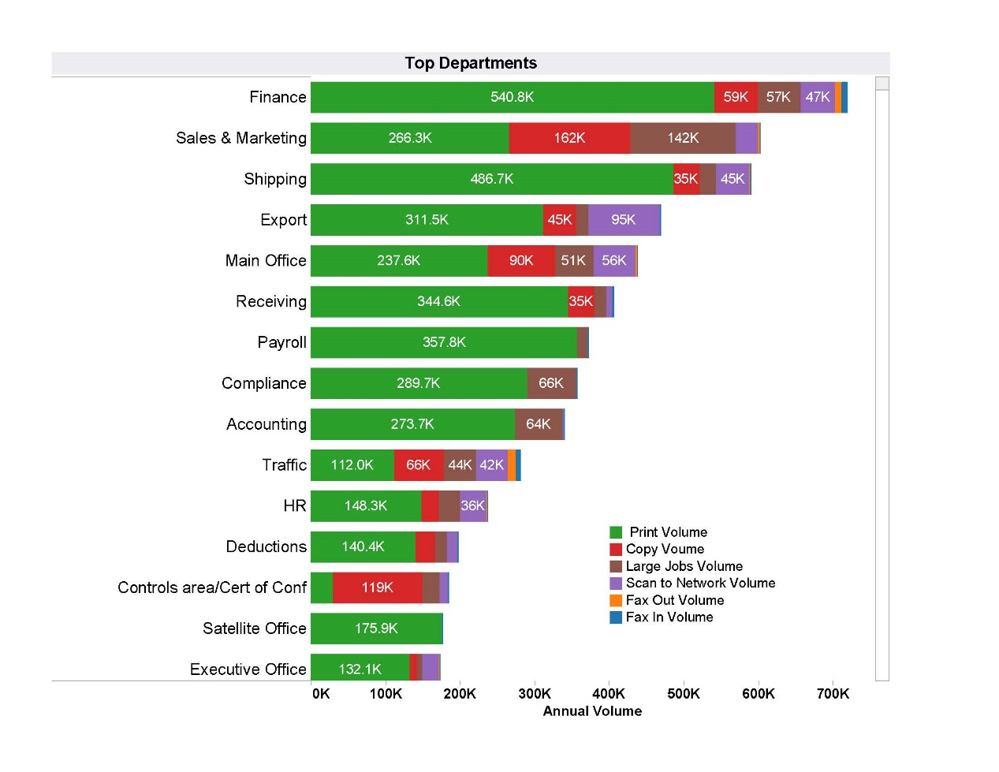 Top Departments
Finance 540.8K 59K 57K 47K
Sales & Marketing 266.3K 162K 142K
Shipping 486.7K 35K 45K
Export 311.5K 45K 95K
Main Office 237.6K 90K 51K 56K
Receiving 344.6K 35K
Payroll 357.8K
Compliance 289.7K 66K
Accounting 273.7K 64K
Traffic 112.0K 66K 44K 42K
HR 148.3K 36K
Deductions 140.4K
Controls area/Cert of Conf 119K
Satellite Office 175.9K
Executive Office 132.1K
Print Volume
Copy Voume
Large Jobs Volume
Scan to Network Volume
Fax Out Volume
Fax In Volume
0K 100K 200K 300K 400K 500K 600K 700K
Annual Volume